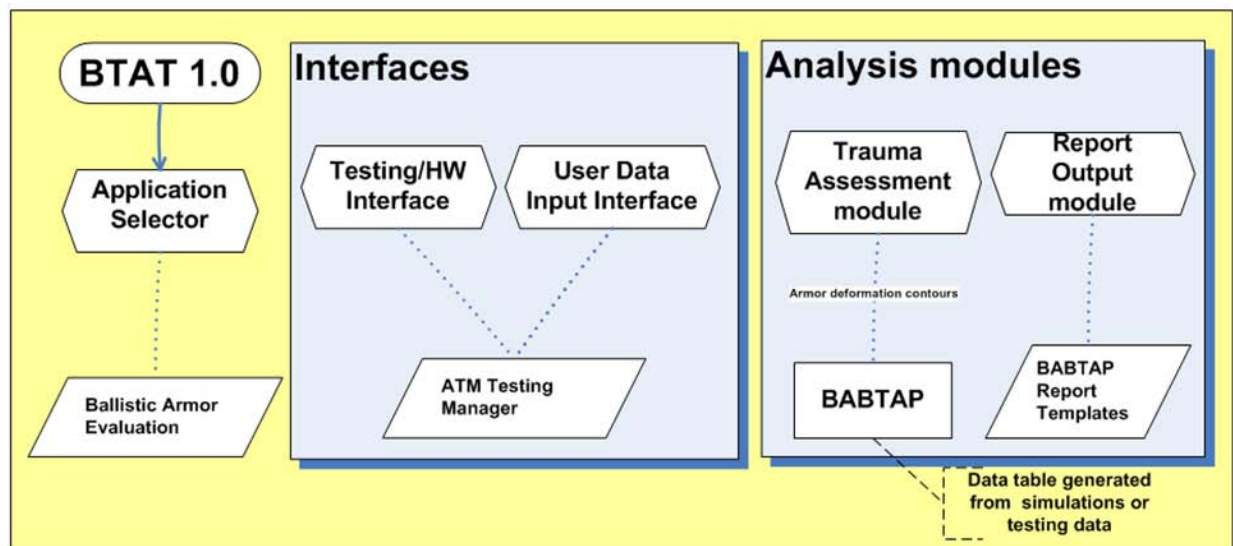 BTAT 1.0
Application
Selector
Ballistic Armor
Evaluation
Interfaces
Testing/HW
Interface
User Data
Input Interface
ATM Testing
Manager
Analysis modules
Trauma
Assessment
module
Report
Output
module
Armor deformation contours
BABTAP
BABTAP
Report
Templates
Data table generated
from simulations or
testing data